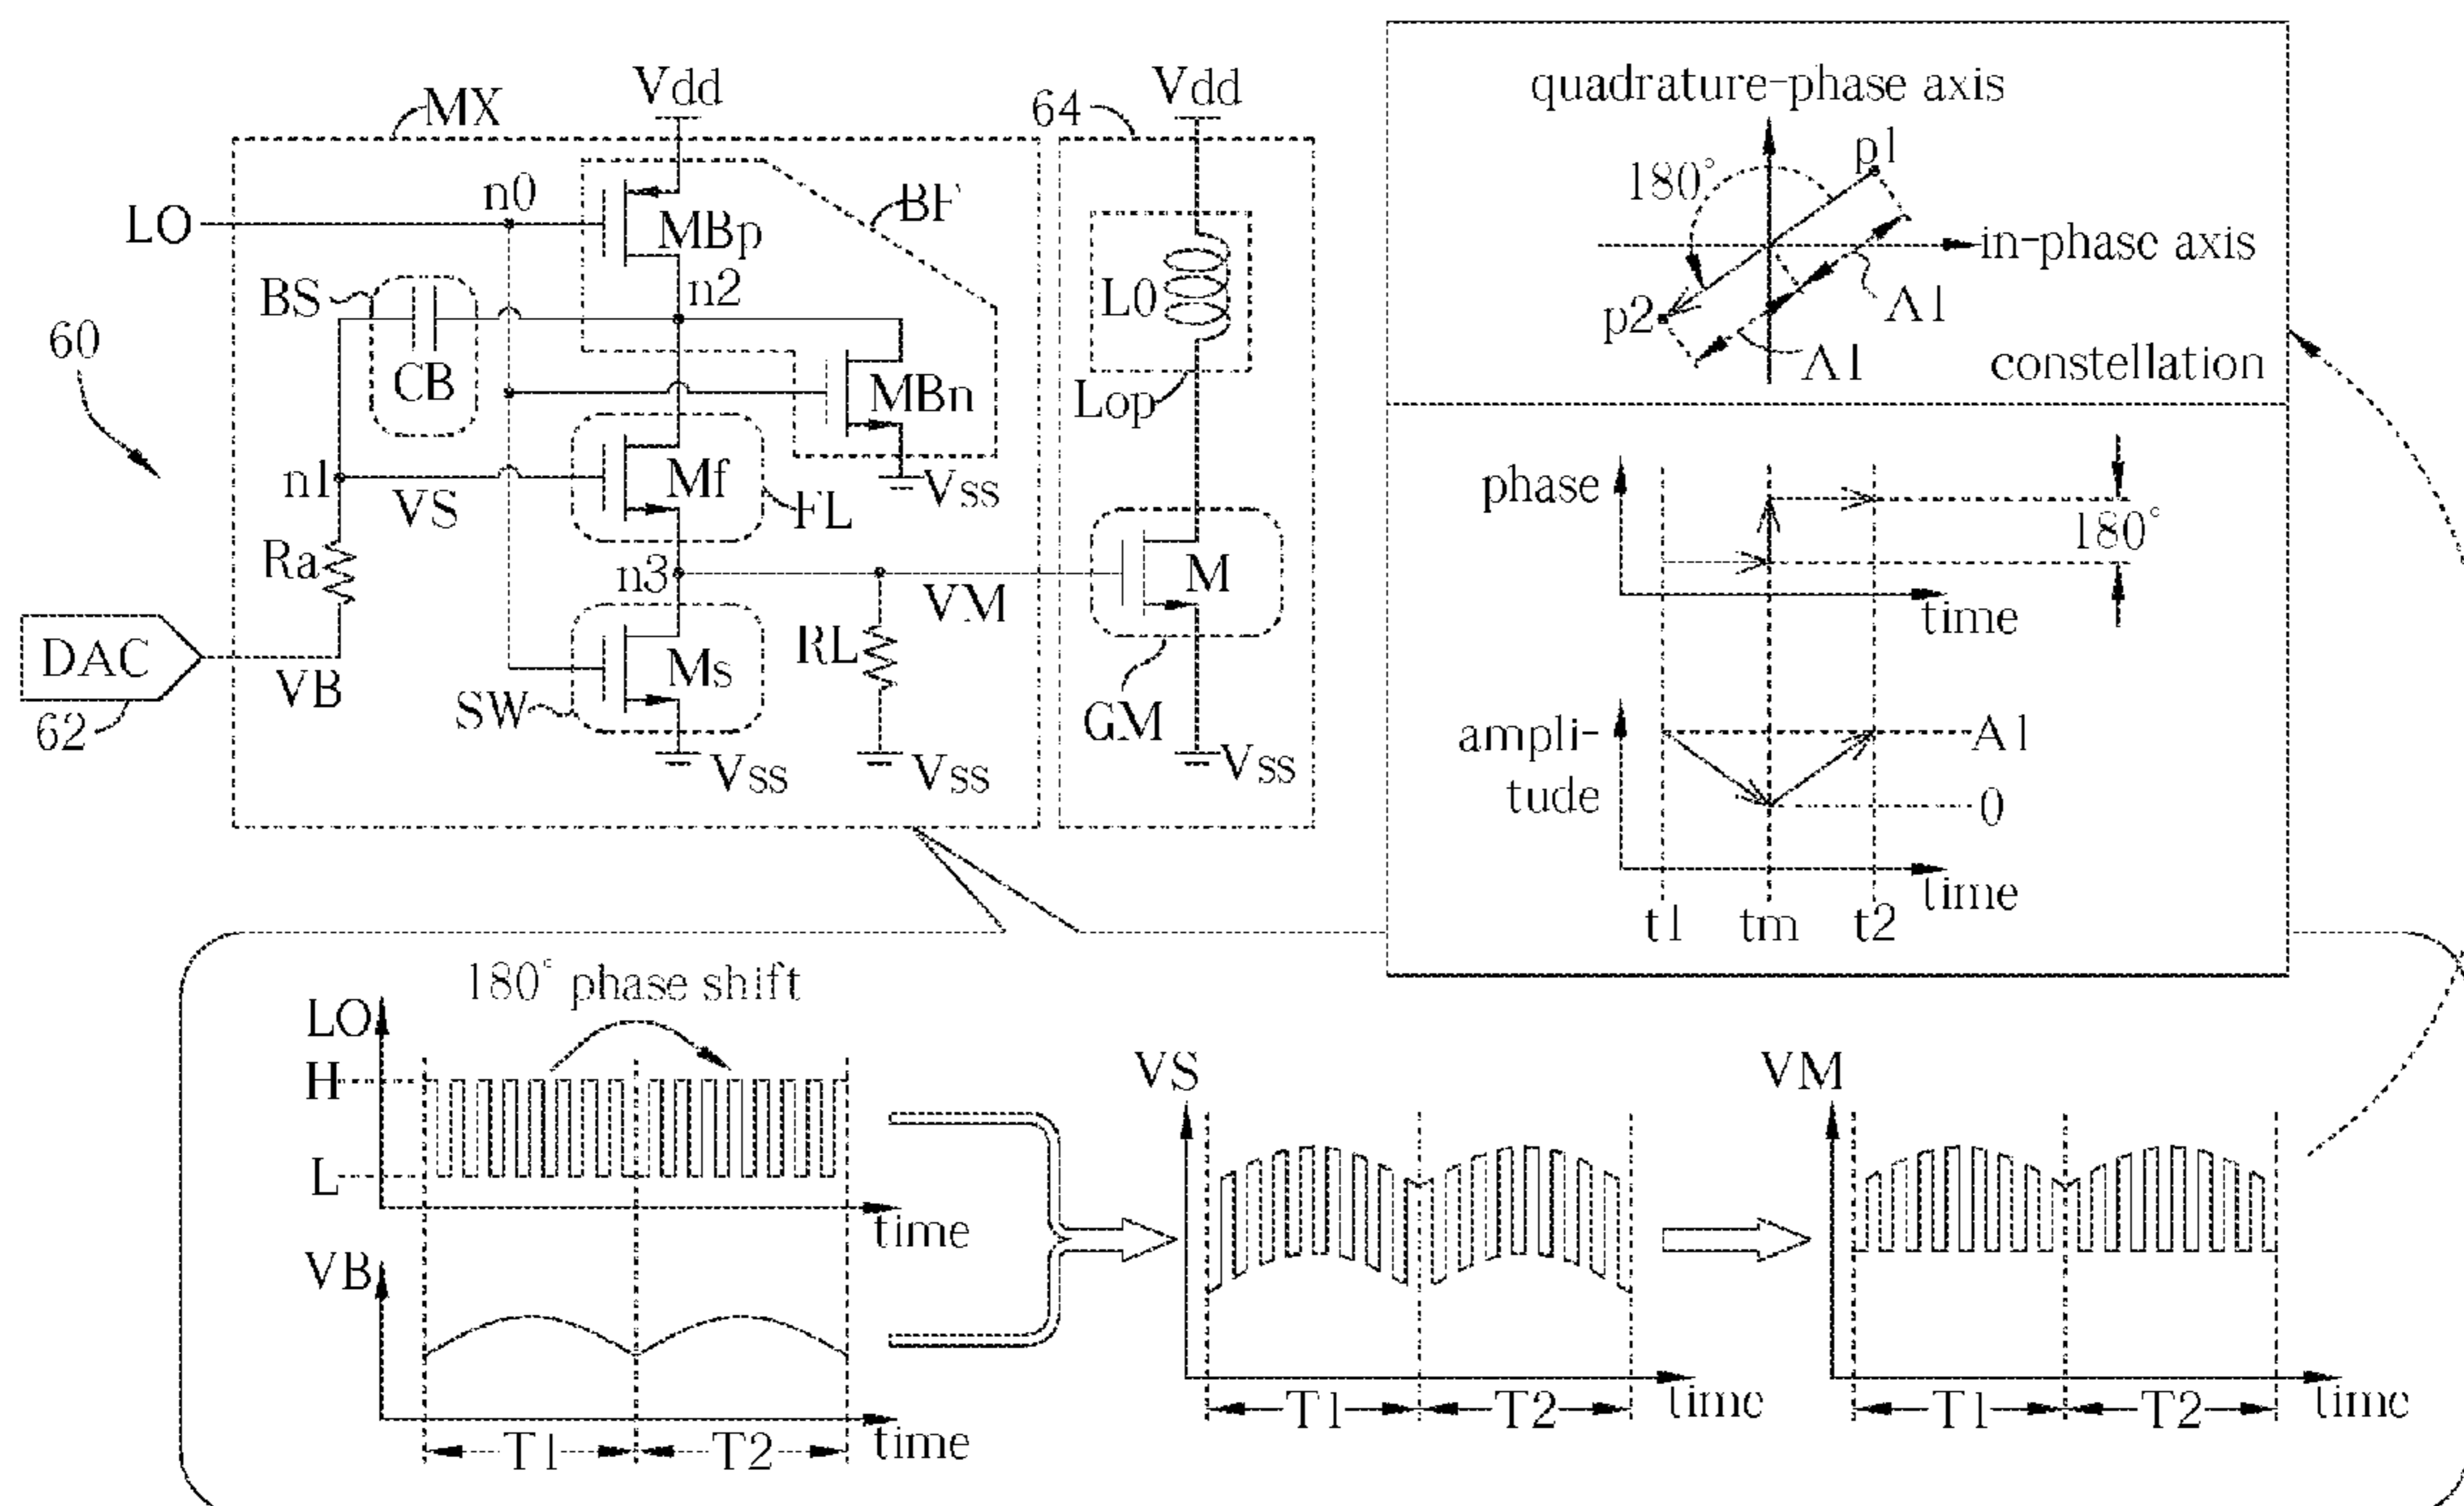 MX
Vdd
64
Vdd
quadrature-phase axis
p1
180°
n0
BF
LO
MBp
in-phase axis
BS
n2
L0
p2
A1
60
CB
MBn
A1
constellation
Lop
n1
VS
Mf
FL
Vss
phase
180°
Ra
n3
VM
M
time
DAC
VB
Ms
RL
62
SW
GM
A1
ampli-
tude
Vss
Vss
Vss
0
time
t1
tm
t2
180° phase shift
LO
H
L
time
VS
VM
VB
time
T1
T2
T1
T2
time
T1
T2
time